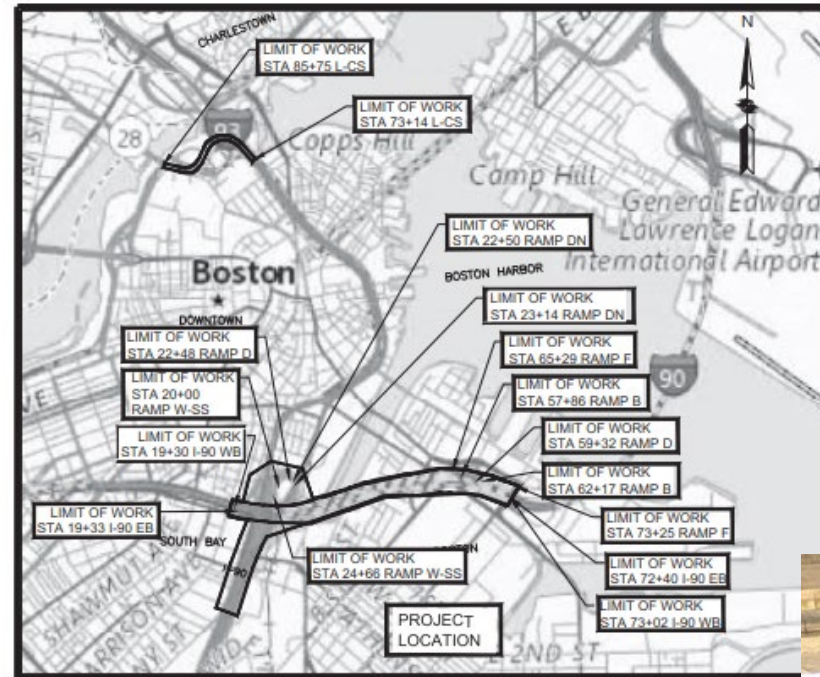 CHARLESTOWN
LIMIT OF WORK
STA 85+75 L-CS
LIMIT OF WORK
STA 73+14 L-CS
N
28
93
Copps Hill
Camp Hill
General Edward
Lawrence Logan
International Airport
LIMIT OF WORK
STA 22+50 RAMP DN
BOSTON HARBOR
Boston
DOWNTOWN
LIMIT OF WORK
STA 23+14 RAMP DN
LIMIT OF WORK
STA 22+48 RAMP D
LIMIT OF WORK
STA 65+29 RAMP F
90
LIMIT OF WORK
STA 20+00
RAMP W-SS
LIMIT OF WORK
STA 57+86 RAMP B
LIMIT OF WORK
STA 59+32 RAMP D
LIMIT OF WORK
STA 19+30 I-90 WB
LIMIT OF WORK
STA 62+17 RAMP B
LIMIT OF WORK
STA 19+33 I-90 EB
LIMIT OF WORK
STA 73+25 RAMP F
SOUTH BAY
LIMIT OF WORK
STA 24+66 RAMP W-SS
LIMIT OF WORK
STA 72+40 I-90 EB
LIMIT OF WORK
STA 73+02 I-90 WB
PROJECT
LOCATION
E 2ND ST